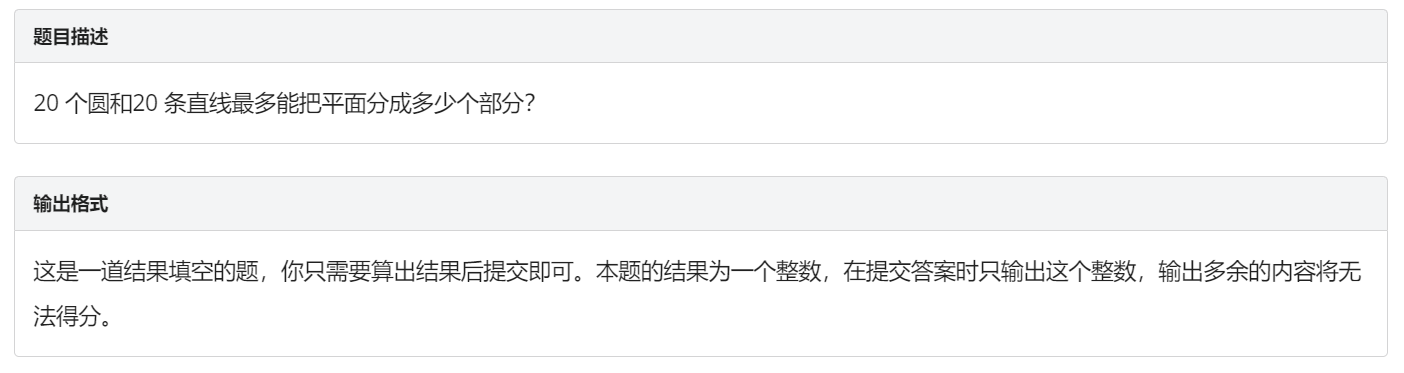 题目描述
20 个圆和20 条直线最多能把平面分成多少个部分？
输出格式
这是一道结果填空的题，你只需要算出结果后提交即可。本题的结果为一个整数，在提交答案时只输出这个整数，输出多余的内容将无
法得分。